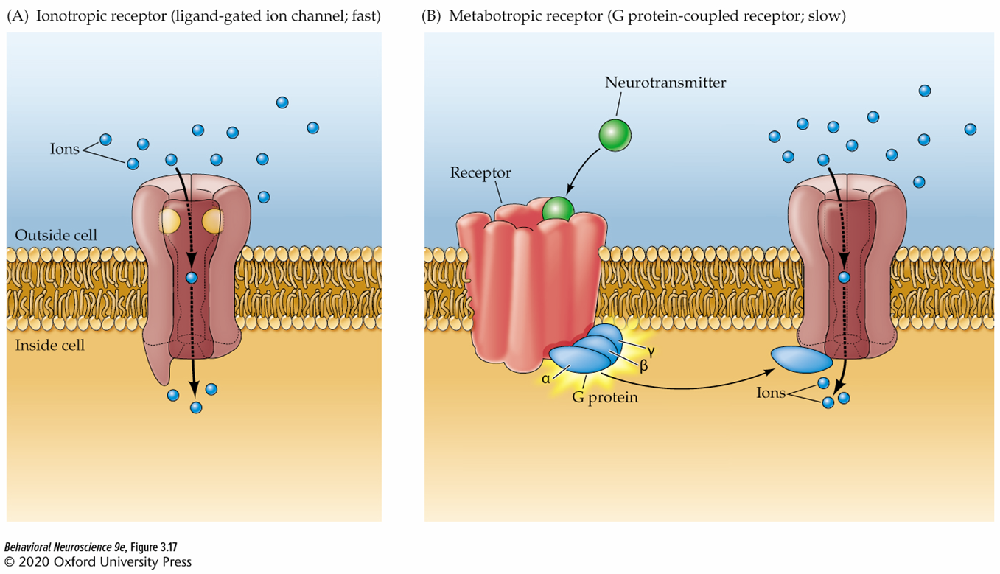 (A) Ionotropic receptor (ligand-gated ion channel; fast)
Ions
Outside cell
Inside cell
(B) Metabotropic receptor (G protein-coupled receptor; slow)
Neurotransmitter
Receptor
γ
β
α
G protein
Ions
Behavioral Neuroscience 9e, Figure 3.17
© 2020 Oxford University Press